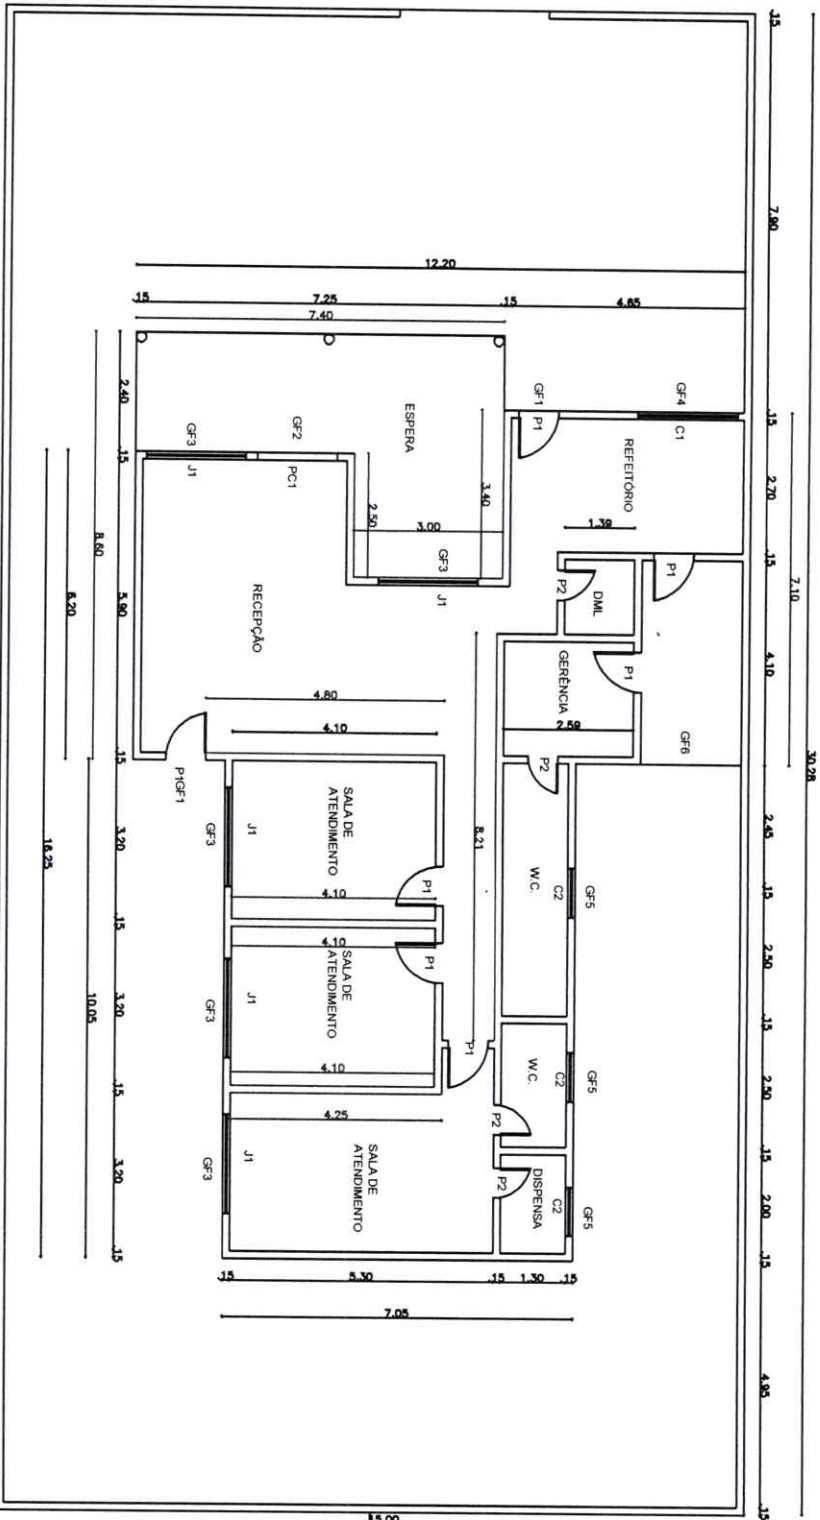 .15
7.90
.15
2.70
.15
4.10
2.45
.15
2.50
.15
2.50
.15
2.00
.15
4.95
.15
30.28
7.10
12.20
.15
7.25
.15
4.65
7.40
GF4
C1
GF1
P1
REFEITÓRIO
1.39
P1
DML
P2
GERÊNCIA
P1
2.59
GF6
P2
ESPERA
3.40
3.00
2.50
GF3
J1
GF2
PC1
GF3
J1
RECEPÇÃO
4.80
4.10
P1GF1
2.40
.15
5.90
.15
3.20
.15
3.20
.15
3.20
.15
8.60
6.20
16.25
10.05
8.21
SALA DE
ATENDIMENTO
4.10
P1
J1
GF3
4.10
SALA DE
ATENDIMENTO
P1
J1
GF3
4.10
P1
4.25
SALA DE
ATENDIMENTO
J1
GF3
W.C.
C2
GF5
W.C.
C2
GF5
P2
P2
DISPENSA
C2
GF5
.15
5.30
.15
1.30
.15
7.05
15.00